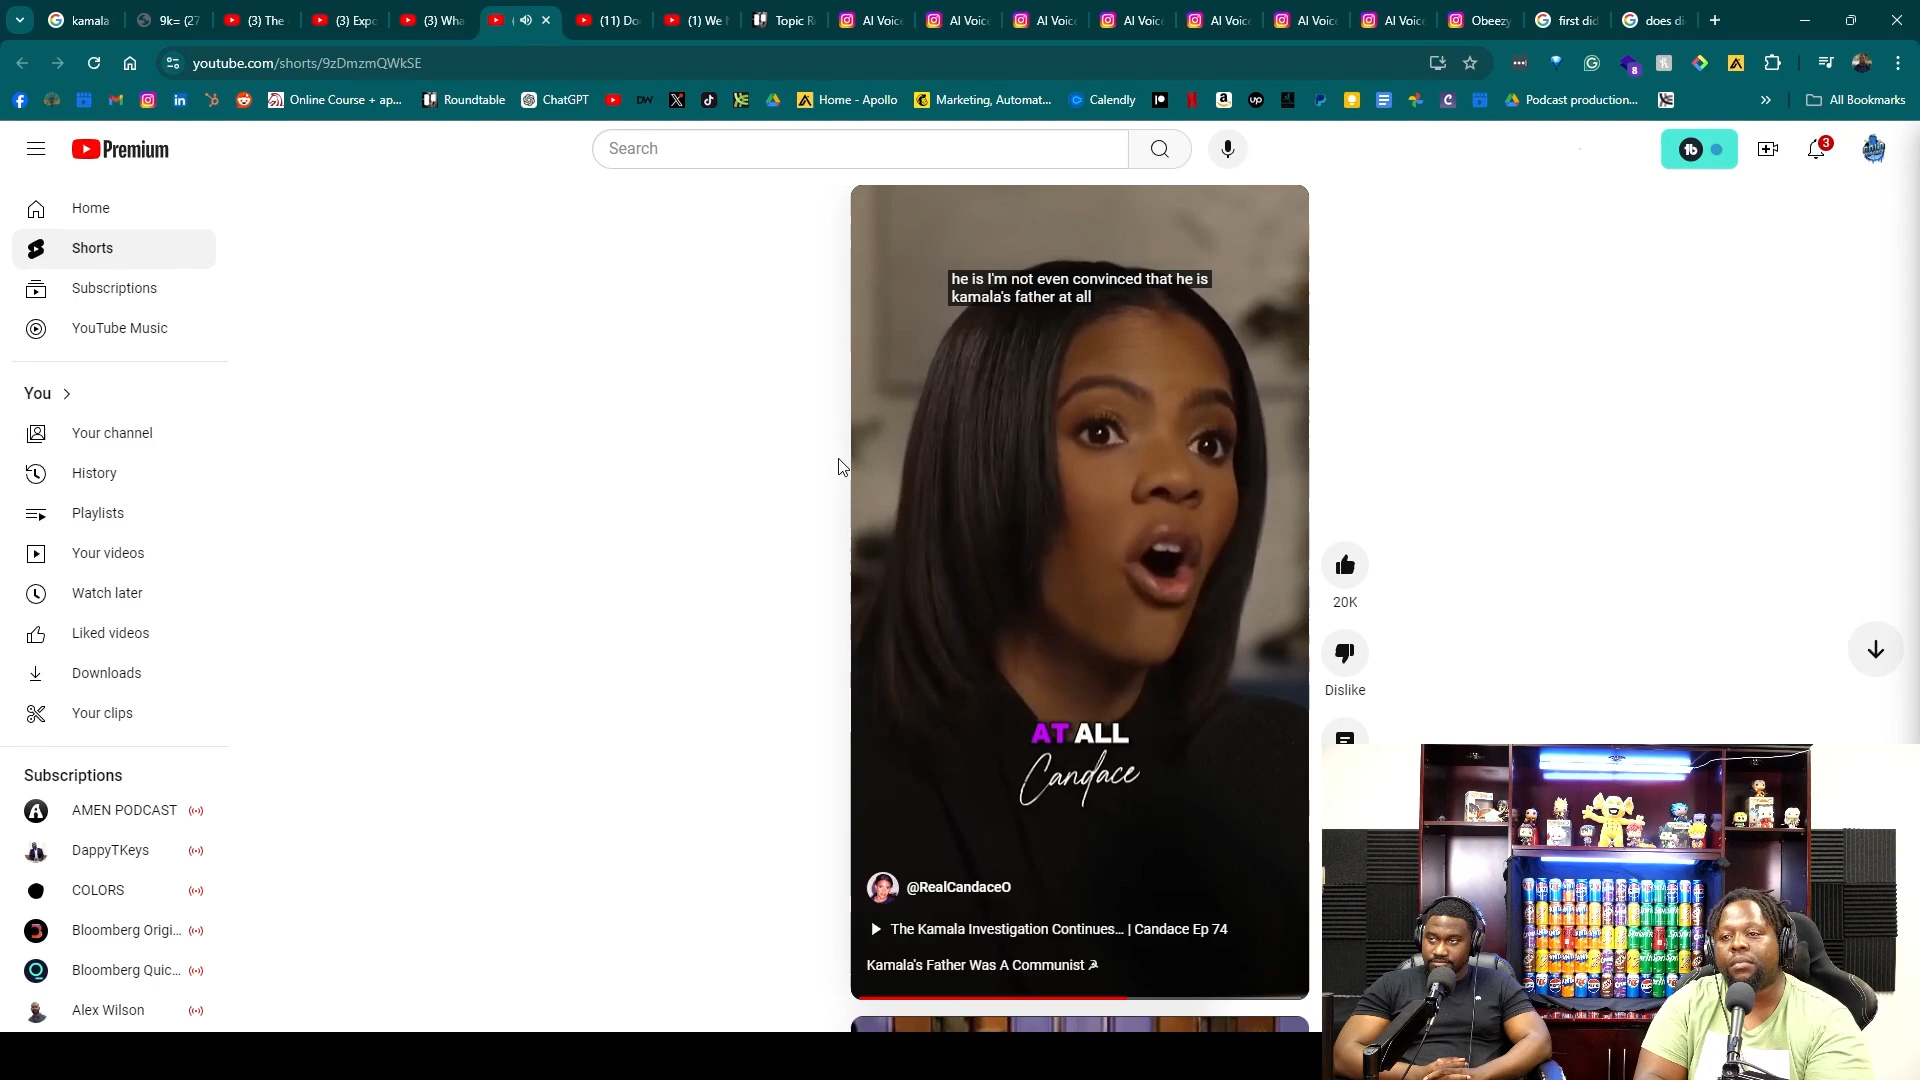 kamala
9k= (27
(3) The
(3) Expo
(3) Wha
(11) Do
(1) We
Topic R
AI Voic
AI Voic
AI Voic
AI Voic
AI Voic
AI Voic
AI Voic
Obeezy
first did
does di
youtube.com/shorts/9zDmzmQWkSE
8
Online Course + ap...
Roundtable
ChatGPT
DW
Home - Apollo
Marketing, Automat...
Calendly
up
Podcast production...
All Bookmarks
Premium
Search
3
Home
Shorts
Subscriptions
YouTube Music
You
Your channel
History
Playlists
Your videos
Watch later
Liked videos
Downloads
Your clips
Subscriptions
AMEN PODCAST
DappyTKeys
COLORS
Bloomberg Origi...
Bloomberg Quic...
Alex Wilson
he is I'm not even convinced that he is
kamala's father at all
AT ALL
Candace
@RealCandaceO
The Kamala Investigation Continues... | Candace Ep 74
Kamala's Father Was A Communist ☭
20K
Dislike